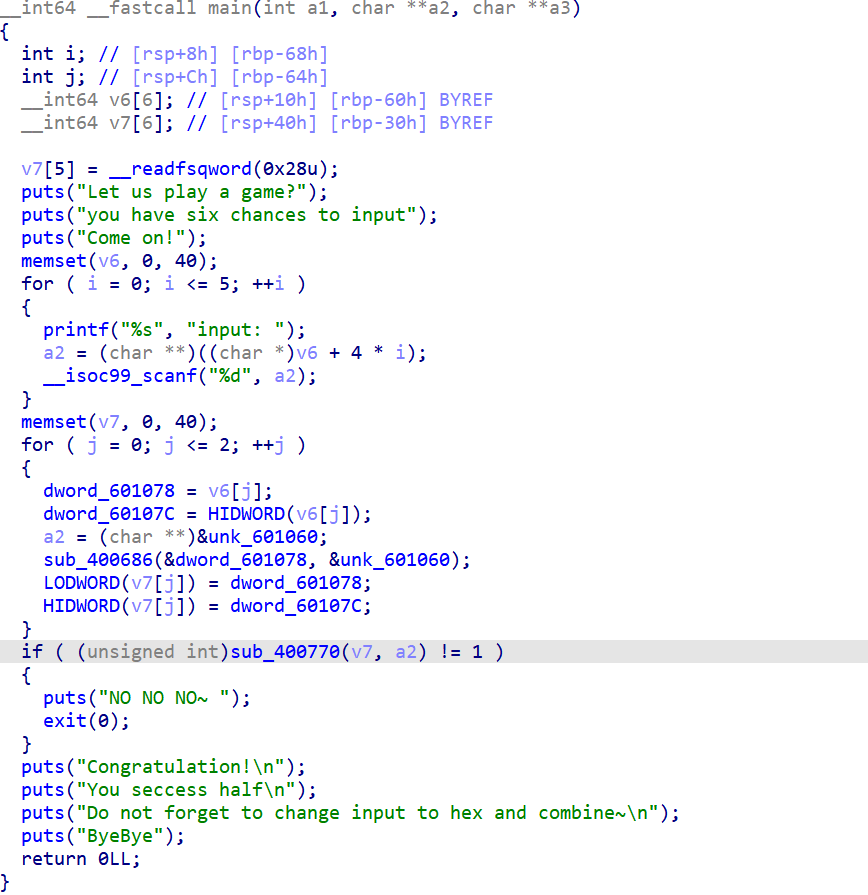 __int64 __fastcall main(int a1, char **a2, char **a3)
{
  int i; // [rsp+8h] [rbp-68h]
  int j; // [rsp+Ch] [rbp-64h]
  __int64 v6[6]; // [rsp+10h] [rbp-60h] BYREF
  __int64 v7[6]; // [rsp+40h] [rbp-30h] BYREF

  v7[5] = __readfsqword(0x28u);
  puts("Let us play a game?");
  puts("you have six chances to input");
  puts("Come on!");
  memset(v6, 0, 40);
  for ( i = 0; i <= 5; ++i )
  {
    printf("%s", "input: ");
    a2 = (char **)((char *)v6 + 4 * i);
    __isoc99_scanf("%d", a2);
  }
  memset(v7, 0, 40);
  for ( j = 0; j <= 2; ++j )
  {
    dword_601078 = v6[j];
    dword_60107C = HIDWORD(v6[j]);
    a2 = (char **)&unk_601060;
    sub_400686(&dword_601078, &unk_601060);
    LODWORD(v7[j]) = dword_601078;
    HIDWORD(v7[j]) = dword_60107C;
  }
  if ( (unsigned int)sub_400770(v7, a2) != 1 )
  {
    puts("NO NO NO~ ");
    exit(0);
  }
  puts("Congratulation!\n");
  puts("You seccess half\n");
  puts("Do not forget to change input to hex and combine~\n");
  puts("ByeBye");
  return 0LL;
}